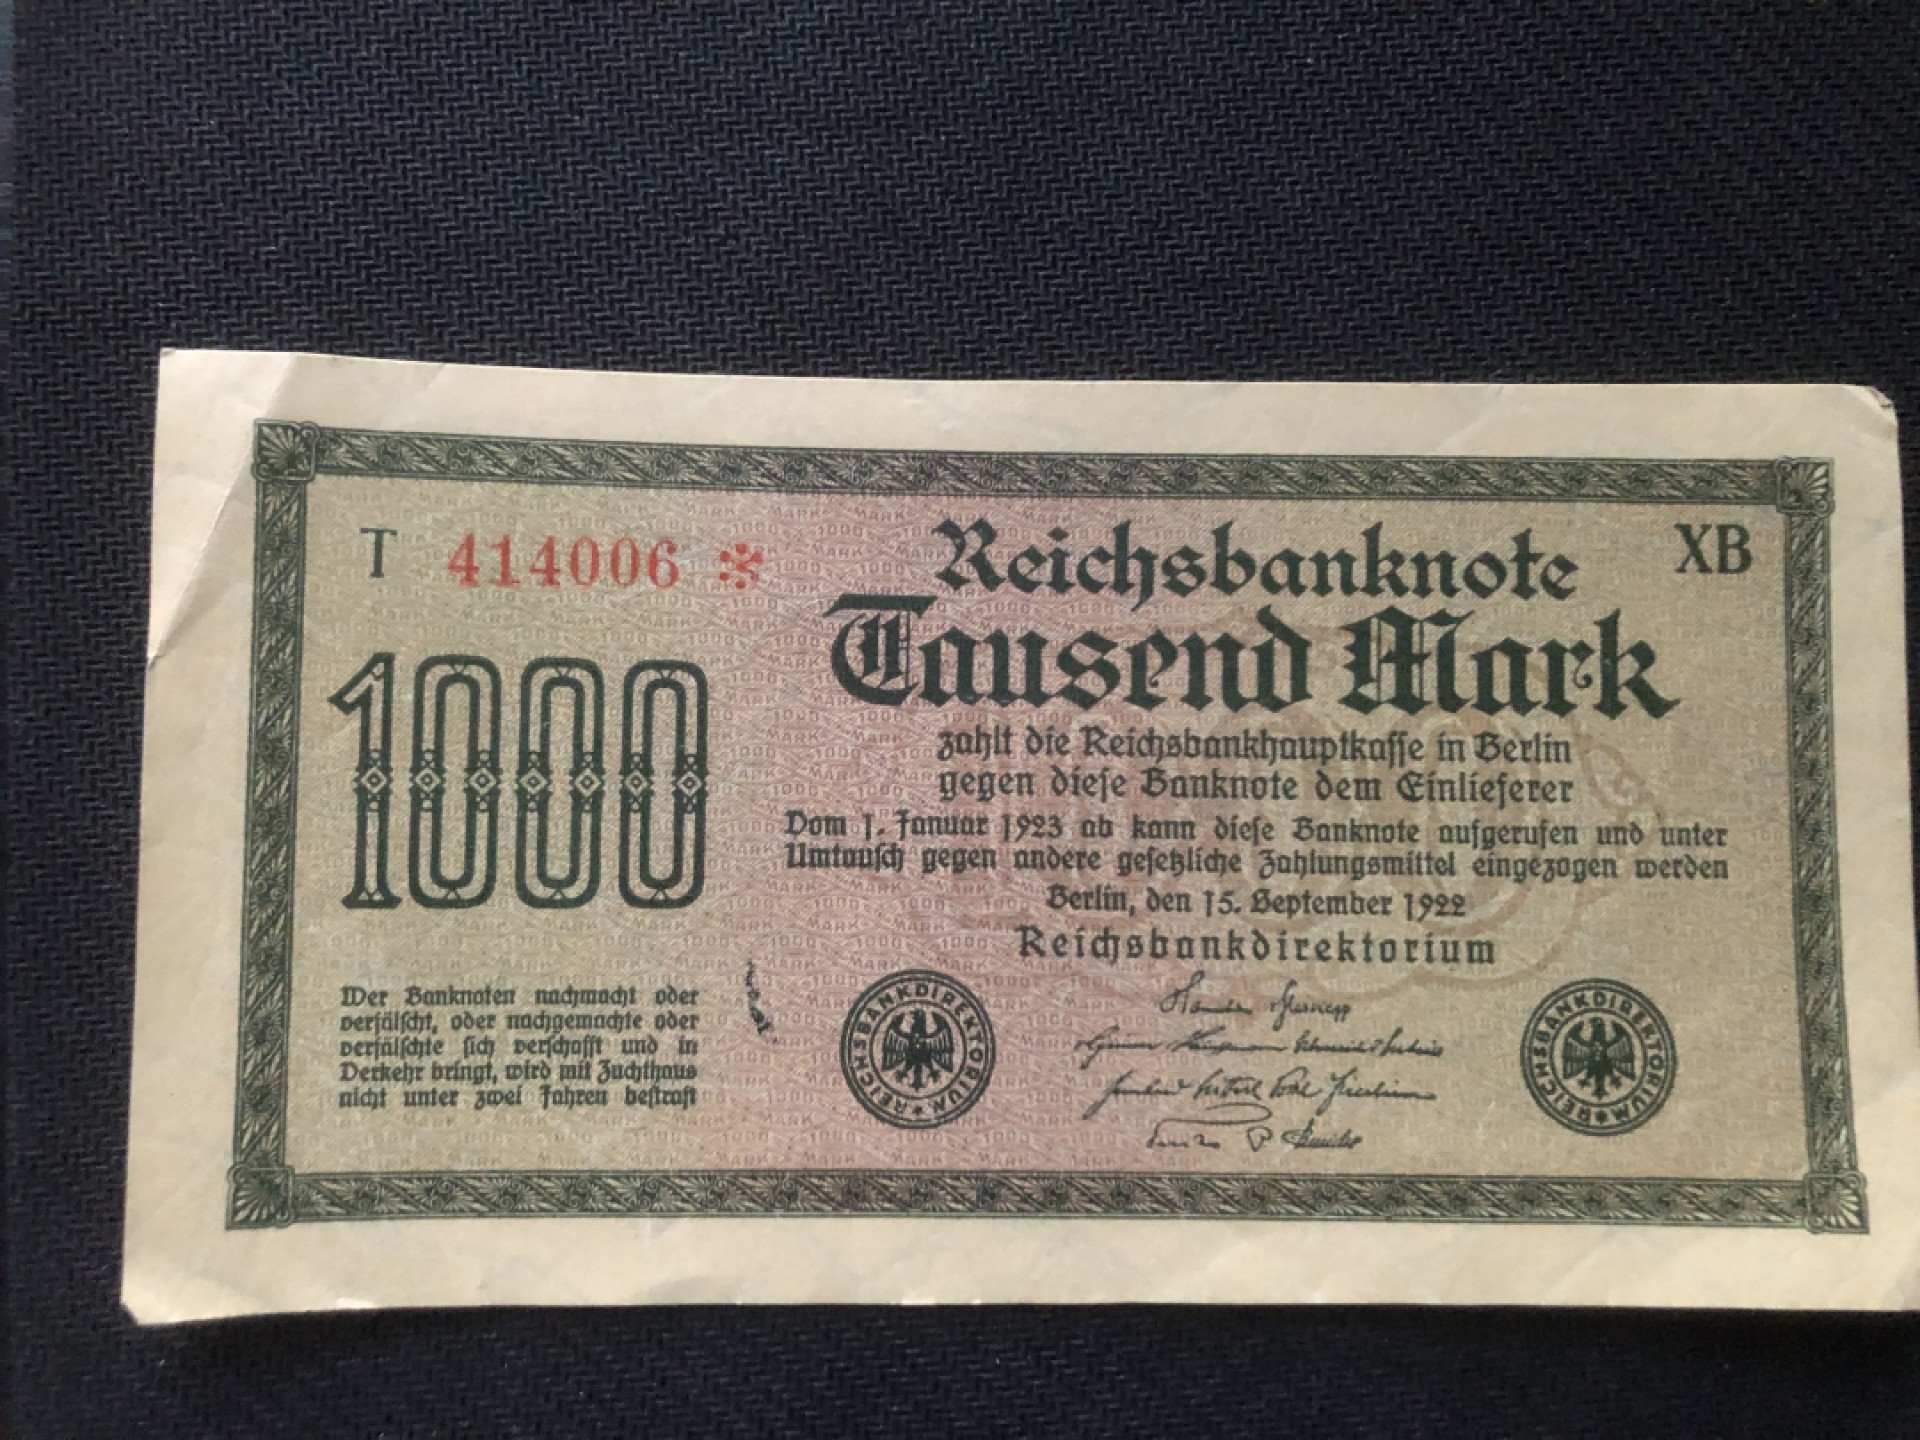 T 414006 *
XB
Reichsbanknote
Tausend Mark
1000
zahlt die Reichsbankhauptkasse in Berlin
gegen diese Banknote dem Einlieferer
Vom 1. Januar 1923 ab kann diese Banknote aufgerufen und unter
Umtausch gegen andere gesetzliche Zahlungsmittel eingezogen werden
Berlin, den 15. September 1922
Reichsbankdirektorium
Wer Banknoten nachmacht oder
verfälscht, oder nachgemachte oder
verfälschte sich verschafft und in
Verkehr bringt, wird mit Zuchthaus
nicht unter zwei Jahren bestraft
REICHSBANKDIREKTORIUM
REICHSBANKDIREKTORIUM